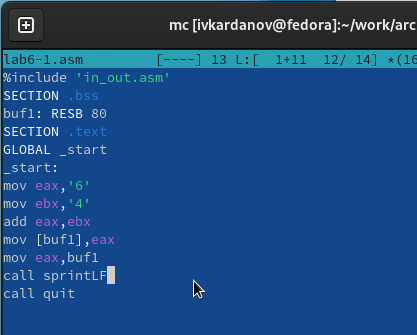 mc [ivkardanov@fedora]:~/work/arc
lab6-1.asm [----] 13 L:[ 1+11 12/ 14] *(16
%include 'in_out.asm'
SECTION .bss
buf1: RESB 80
SECTION .text
GLOBAL _start
_start:
mov eax,'6'
mov ebx,'4'
add eax,ebx
mov [buf1],eax
mov eax,buf1
call sprintLF
call quit